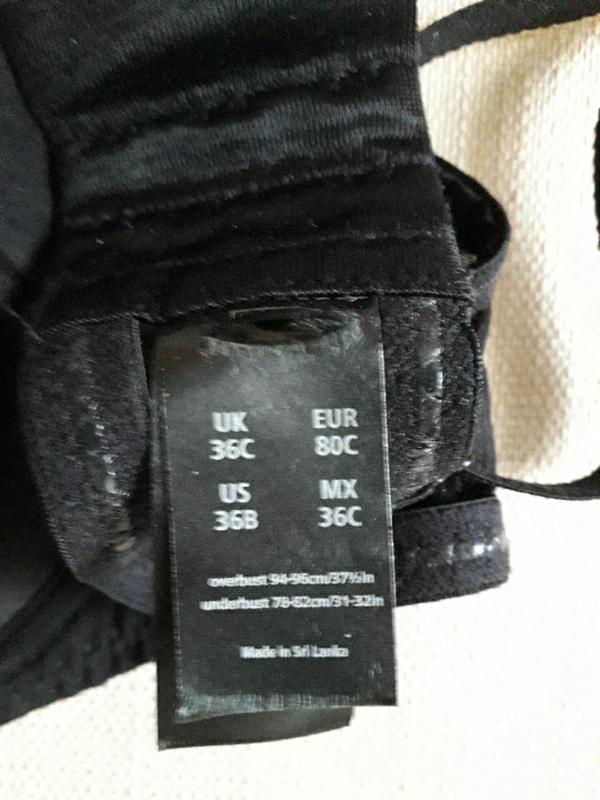 UK EUR
36C 80C
US MX
36B 36C
overbust 94-96cm/37½in
underbust 78-82cm/31-32in
Made in Sri Lanka